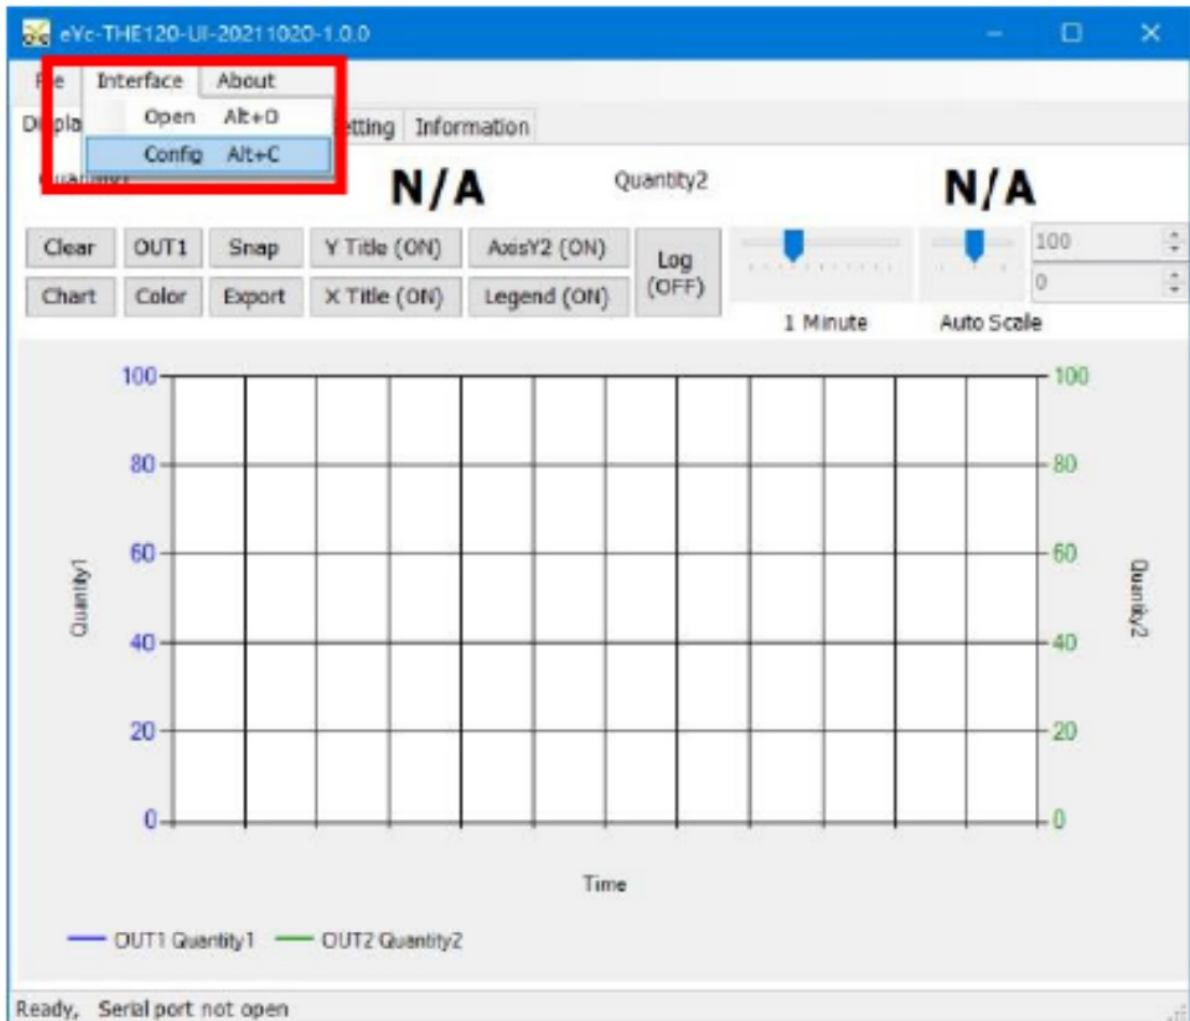 eYc-THE120-UI-20211020-1.0.0
Interface About
Open Alt+O
Information
Config Alt+C
N/A Quantity2 N/A
Clear OUT1 Snap Y Title (ON) AxisY2 (ON) Log (OFF) 100
Chart Color Export X Title (ON) Legend (ON) 0
1 Minute Auto Scale
100 100
80 80
60 60
Quantity1 Quantity2
40 40
20 20
0 0
Time
OUT1 Quantity1 OUT2 Quantity2
Ready, Serial port not open